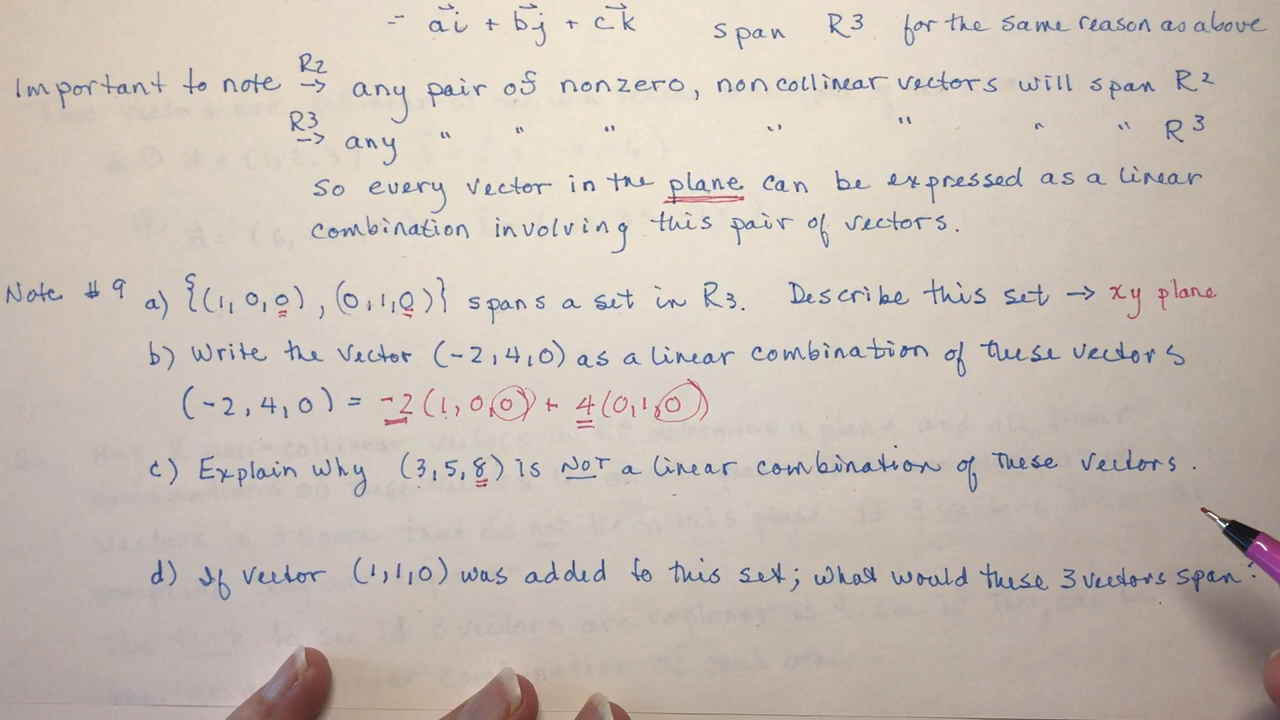 = ai⃗ + bj⃗ + ck⃗ span R3 for the same reason as above
Important to note R2 → any pair of nonzero, noncollinear vectors will span R2
R3 → any " " " " " " " R3
so every vector in the plane can be expressed as a linear
combination involving this pair of vectors.
Note #9 a) {(1,0,0), (0,1,0)} spans a set in R3. Describe this set → xy plane
b) Write the vector (-2,4,0) as a linear combination of these vectors
(-2,4,0) = -2(1,0,0) + 4(0,1,0)
c) Explain why (3,5,8) is NOT a linear combination of these vectors.
d) If vector (1,1,0) was added to this set; what would these 3 vectors span?